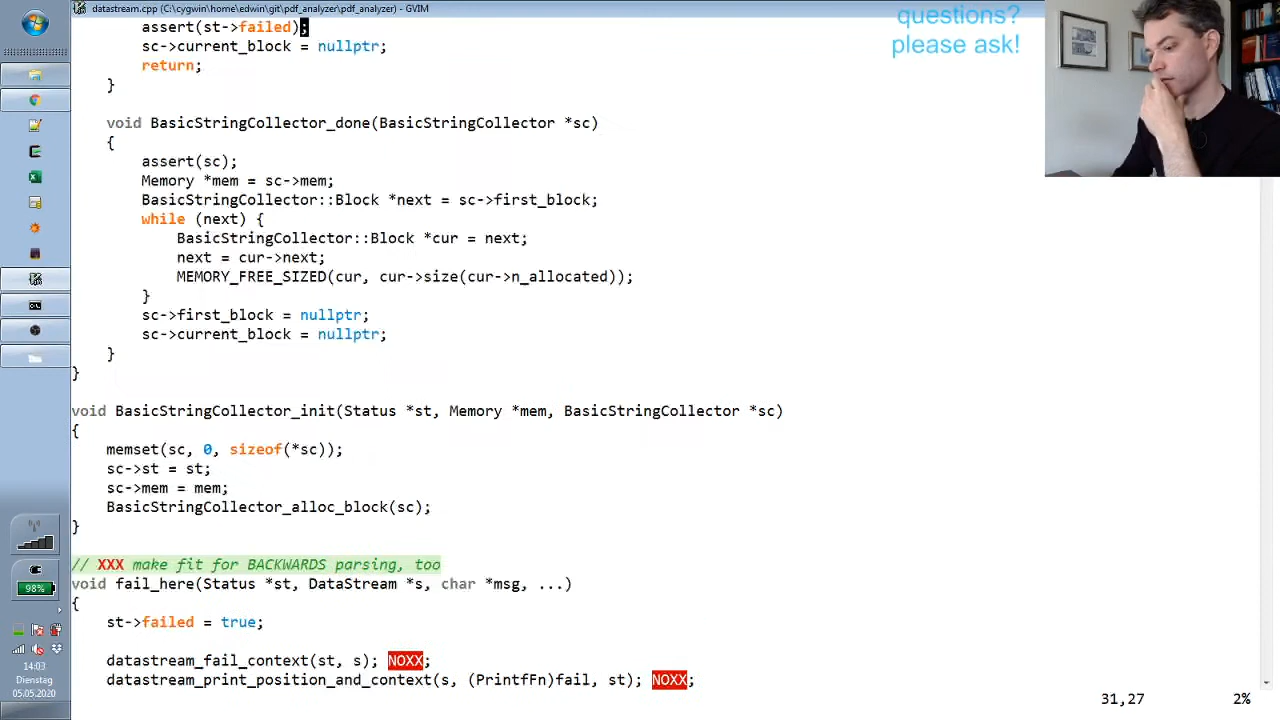 datastream.cpp (C:\cygwin\home\edwin\git\pdf_analyzer\pdf_analyzer) - GVIM
questions?
please ask!
assert(st->failed);
sc->current_block = nullptr;
return;
}
void BasicStringCollector_done(BasicStringCollector *sc)
{
assert(sc);
Memory *mem = sc->mem;
BasicStringCollector::Block *next = sc->first_block;
while (next) {
BasicStringCollector::Block *cur = next;
next = cur->next;
MEMORY_FREE_SIZED(cur, cur->size(cur->n_allocated));
}
sc->first_block = nullptr;
sc->current_block = nullptr;
}
}
void BasicStringCollector_init(Status *st, Memory *mem, BasicStringCollector *sc)
{
memset(sc, 0, sizeof(*sc));
sc->st = st;
sc->mem = mem;
BasicStringCollector_alloc_block(sc);
}
// XXX make fit for BACKWARDS parsing, too
void fail_here(Status *st, DataStream *s, char *msg, ...)
{
st->failed = true;
datastream_fail_context(st, s); NOXX;
datastream_print_position_and_context(s, (PrintfFn)fail, st); NOXX;
31,27 2%
98%
14:03
Dienstag
05.05.2020